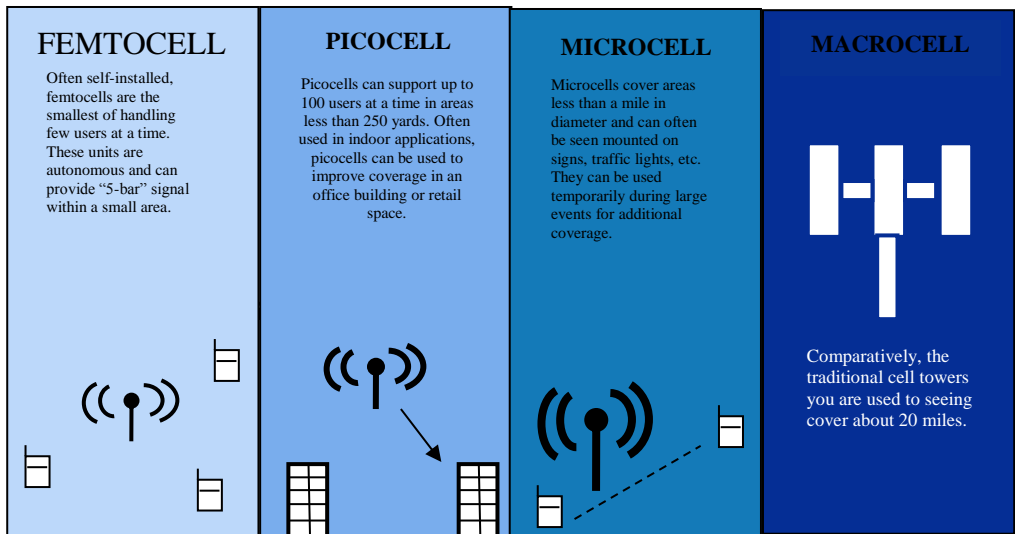 FEMTOCELL
Often self-installed,
femtocells are the
smallest of handling
few users at a time.
These units are
autonomous and can
provide “5-bar” signal
within a small area.
PICOCELL
Picocells can support up to
100 users at a time in areas
less than 250 yards. Often
used in indoor applications,
picocells can be used to
improve coverage in an
office building or retail
space.
MICROCELL
Microcells cover areas
less than a mile in
diameter and can often
be seen mounted on
signs, traffic lights, etc.
They can be used
temporarily during large
events for additional
coverage.
MACROCELL
Comparatively, the
traditional cell towers
you are used to seeing
cover about 20 miles.